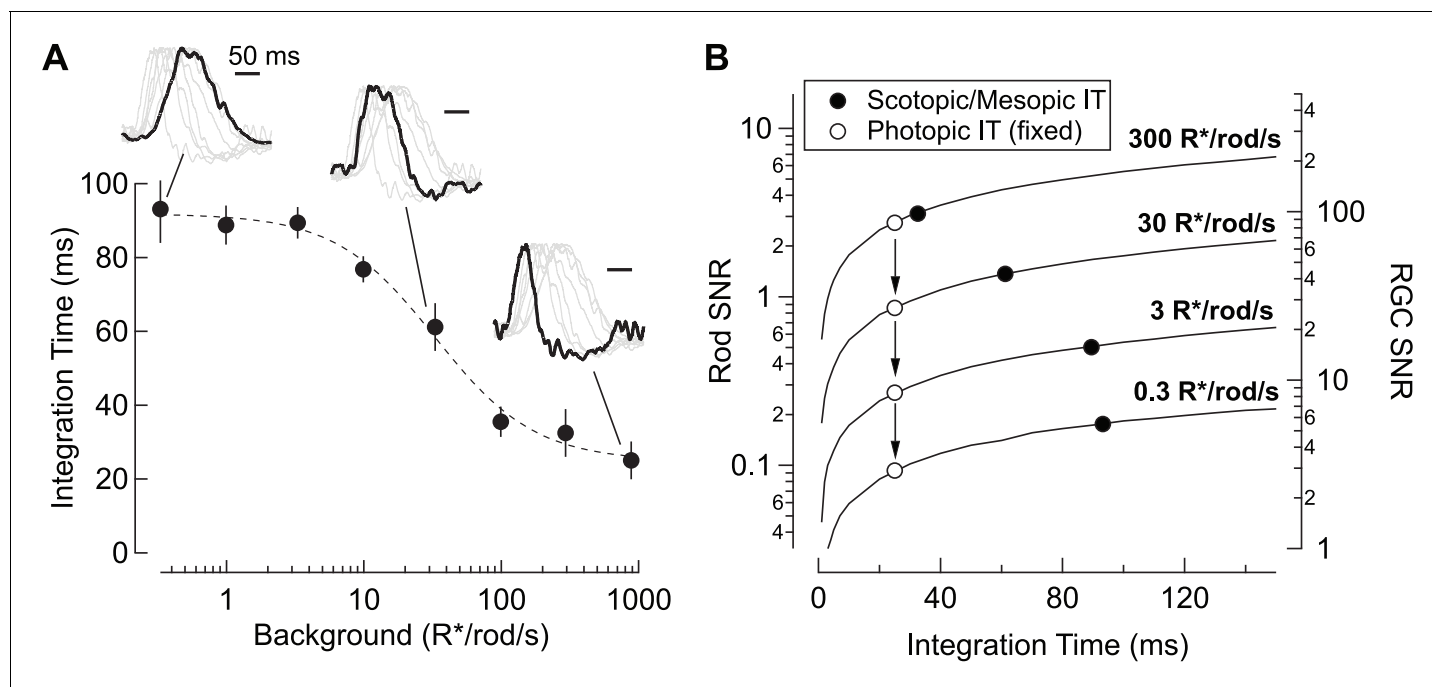 A
50 ms
100
80
60
40
20
0
Integration Time (ms)
1
10
100
1000
Background (R*/rod/s)
B
Scotopic/Mesopic IT
Photopic IT (fixed)
300 R*/rod/s
30 R*/rod/s
3 R*/rod/s
0.3 R*/rod/s
10
6
4
2
1
6
4
2
0.1
6
4
Rod SNR
4
2
100
8
6
4
2
10
8
6
4
2
1
RGC SNR
0
40
80
120
Integration Time (ms)